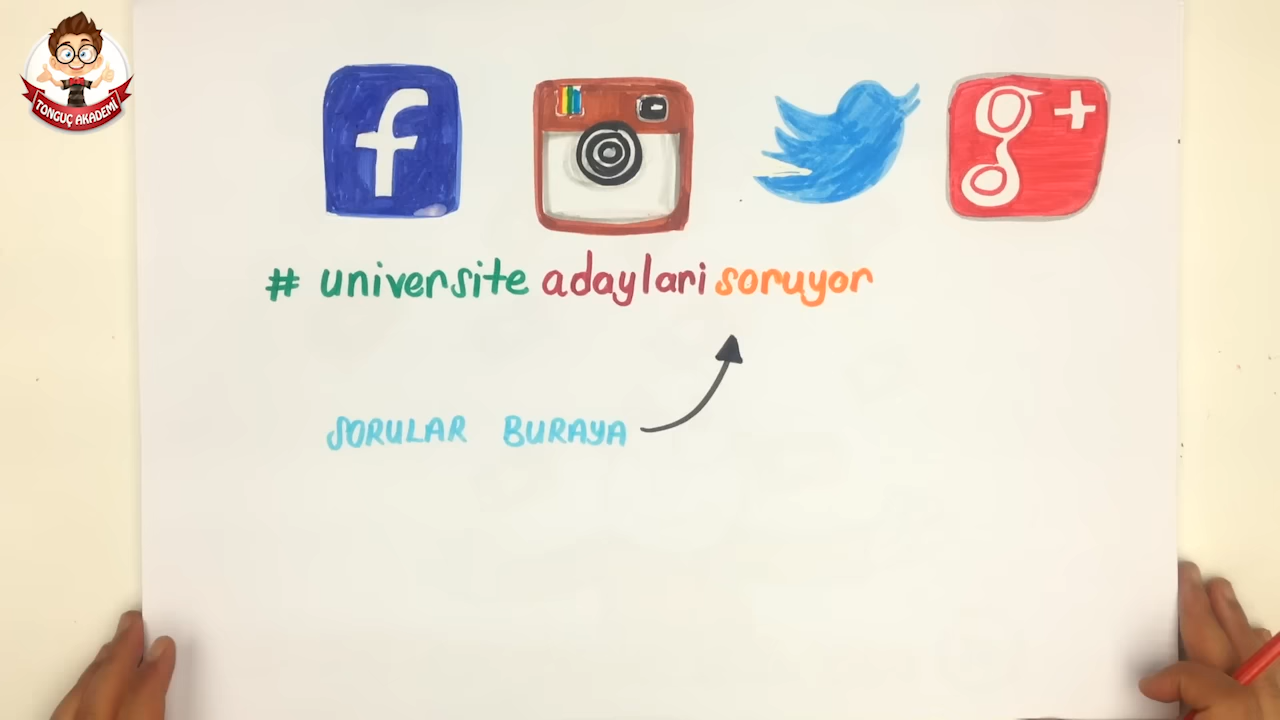 TONGUÇ AKADEMİ
f
g+
# universite adaylari soruyor
SORULAR BURAYA